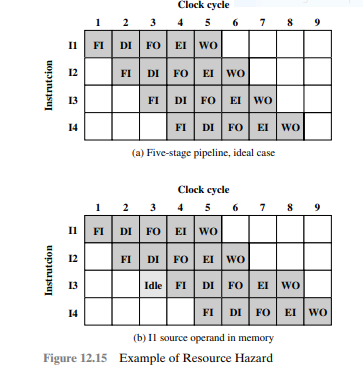 Clock cycle
1 2 3 4 5 6 7 8 9
Instrutcion
I1 FI DI FO EI WO
I2 FI DI FO EI WO
I3 FI DI FO EI WO
I4 FI DI FO EI WO
(a) Five-stage pipeline, ideal case
Clock cycle
1 2 3 4 5 6 7 8 9
Instrutcion
I1 FI DI FO EI WO
I2 FI DI FO EI WO
I3 Idle FI DI FO EI WO
I4 FI DI FO EI WO
(b) I1 source operand in memory
Figure 12.15 Example of Resource Hazard